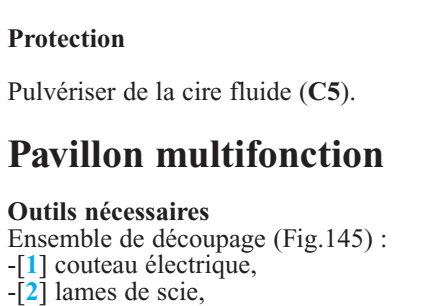 Protection
Pulvériser de la cire fluide (C5).
Pavillon multifonction
Outils nécessaires
Ensemble de découpage (Fig.145) :
-[1] couteau électrique,
-[2] lames de scie,